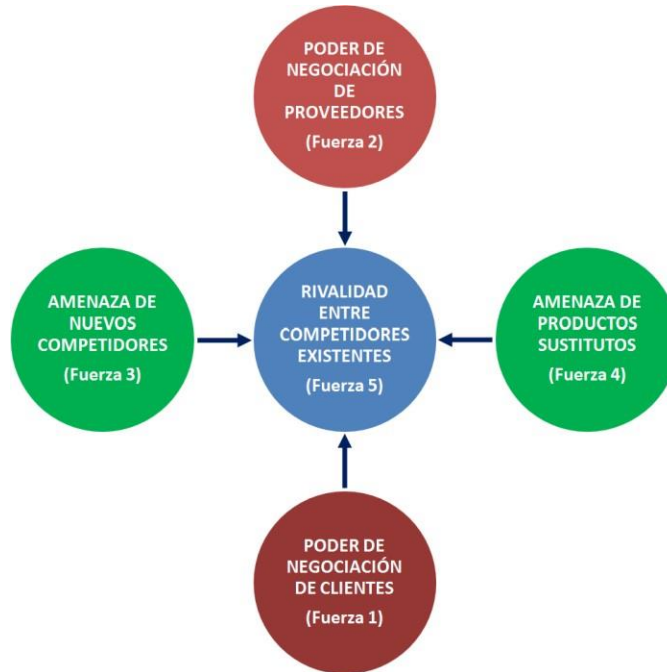 PODER DE
NEGOCIACIÓN
DE
PROVEEDORES
(Fuerza 2)
AMENAZA DE
NUEVOS
COMPETIDORES
(Fuerza 3)
RIVALIDAD
ENTRE
COMPETIDORES
EXISTENTES
(Fuerza 5)
AMENAZA DE
PRODUCTOS
SUSTITUTOS
(Fuerza 4)
PODER DE
NEGOCIACIÓN
DE CLIENTES
(Fuerza 1)